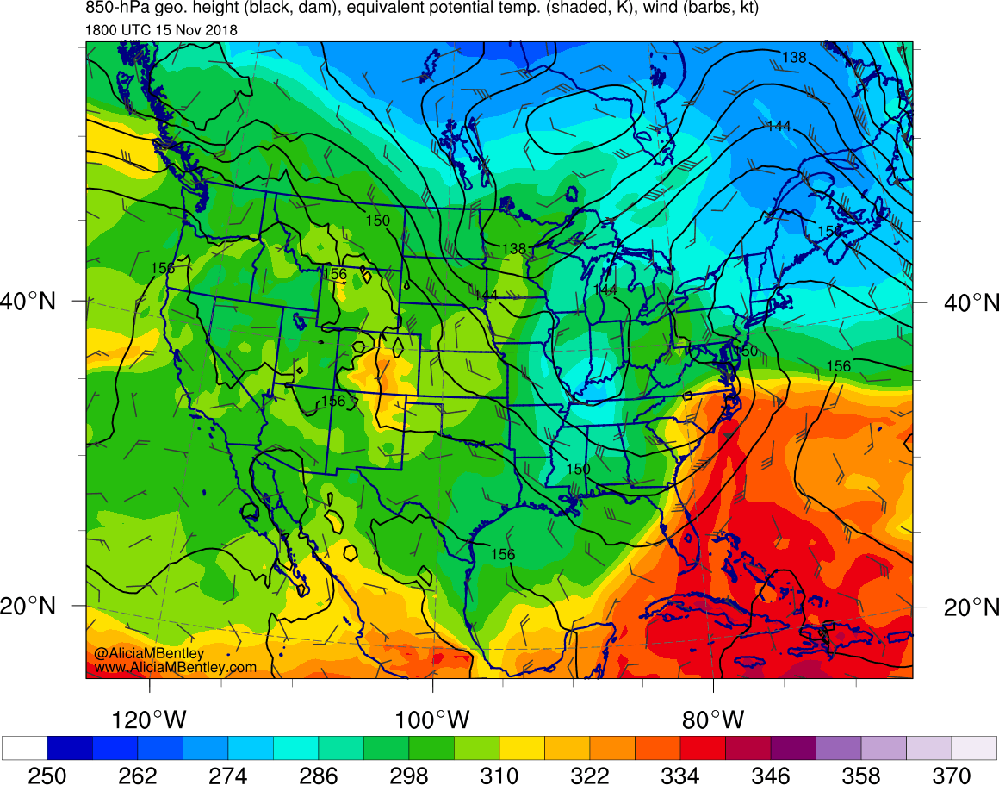 850-hPa geo. height (black, dam), equivalent potential temp. (shaded, K), wind (barbs, kt)
1800 UTC 15 Nov 2018
138
144
150
150
138
156
156
144
144
40°N
40°N
150
156
156
150
156
20°N
20°N
@AliciaMBentley
www.AliciaMBentley.com
120°W
100°W
80°W
250
262
274
286
298
310
322
334
346
358
370